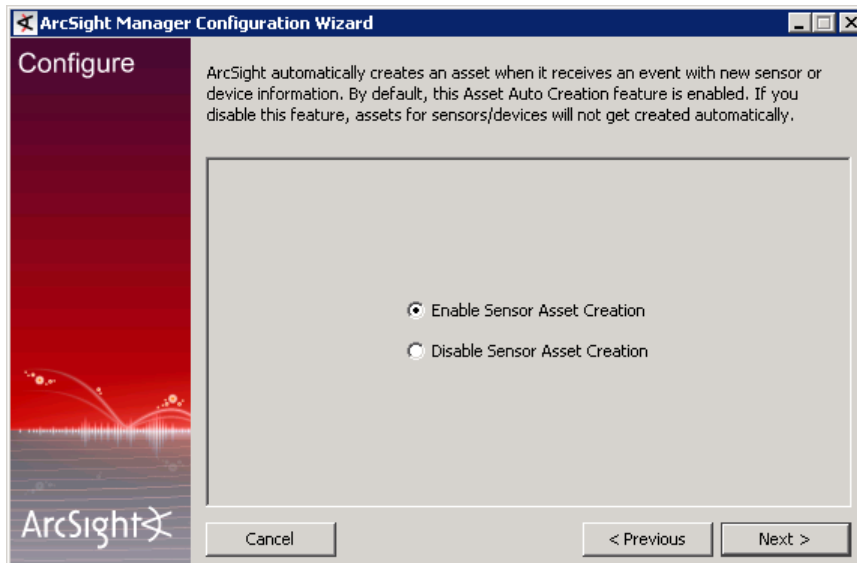 ArcSight Manager Configuration Wizard
Configure
ArcSight automatically creates an asset when it receives an event with new sensor or
device information. By default, this Asset Auto Creation feature is enabled. If you
disable this feature, assets for sensors/devices will not get created automatically.
Enable Sensor Asset Creation
Disable Sensor Asset Creation
ArcSight
Cancel
< Previous
Next >